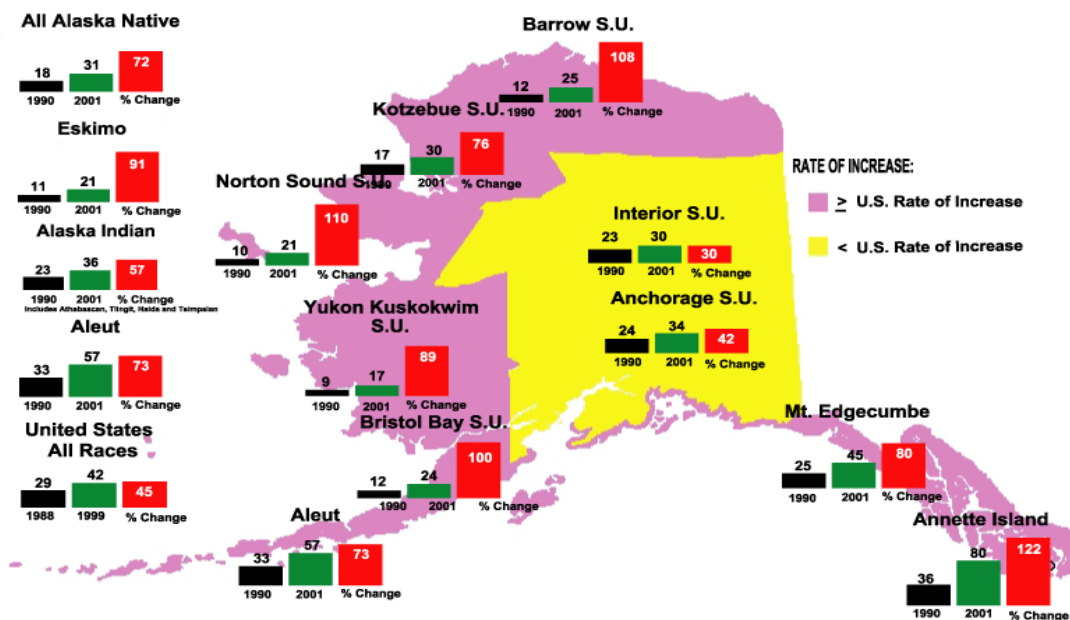 All Alaska Native
18 31 72
1990 2001 % Change
Eskimo
11 21 91
1990 2001 % Change
Alaska Indian
23 36 57
1990 2001 % Change
Includes Athabascan, Tlingit, Haida and Tsimpsian
Aleut
33 57 73
1990 2001 % Change
United States
All Races
29 42 45
1988 1999 % Change
Barrow S.U.
12 25 108
1990 2001 % Change
Kotzebue S.U.
17 30 76
1990 2001 % Change
Norton Sound S.U.
10 21 110
1990 2001 % Change
Interior S.U.
23 30 30
1990 2001 % Change
Anchorage S.U.
24 34 42
1990 2001 % Change
Yukon Kuskokwim
S.U.
9 17 89
1990 2001 % Change
Bristol Bay S.U.
12 24 100
1990 2001 % Change
Aleut
33 57 73
1990 2001 % Change
Mt. Edgecumbe
25 45 80
1990 2001 % Change
Annette Island
36 80 122
1990 2001 % Change
RATE OF INCREASE:
≥ U.S. Rate of Increase
< U.S. Rate of Increase